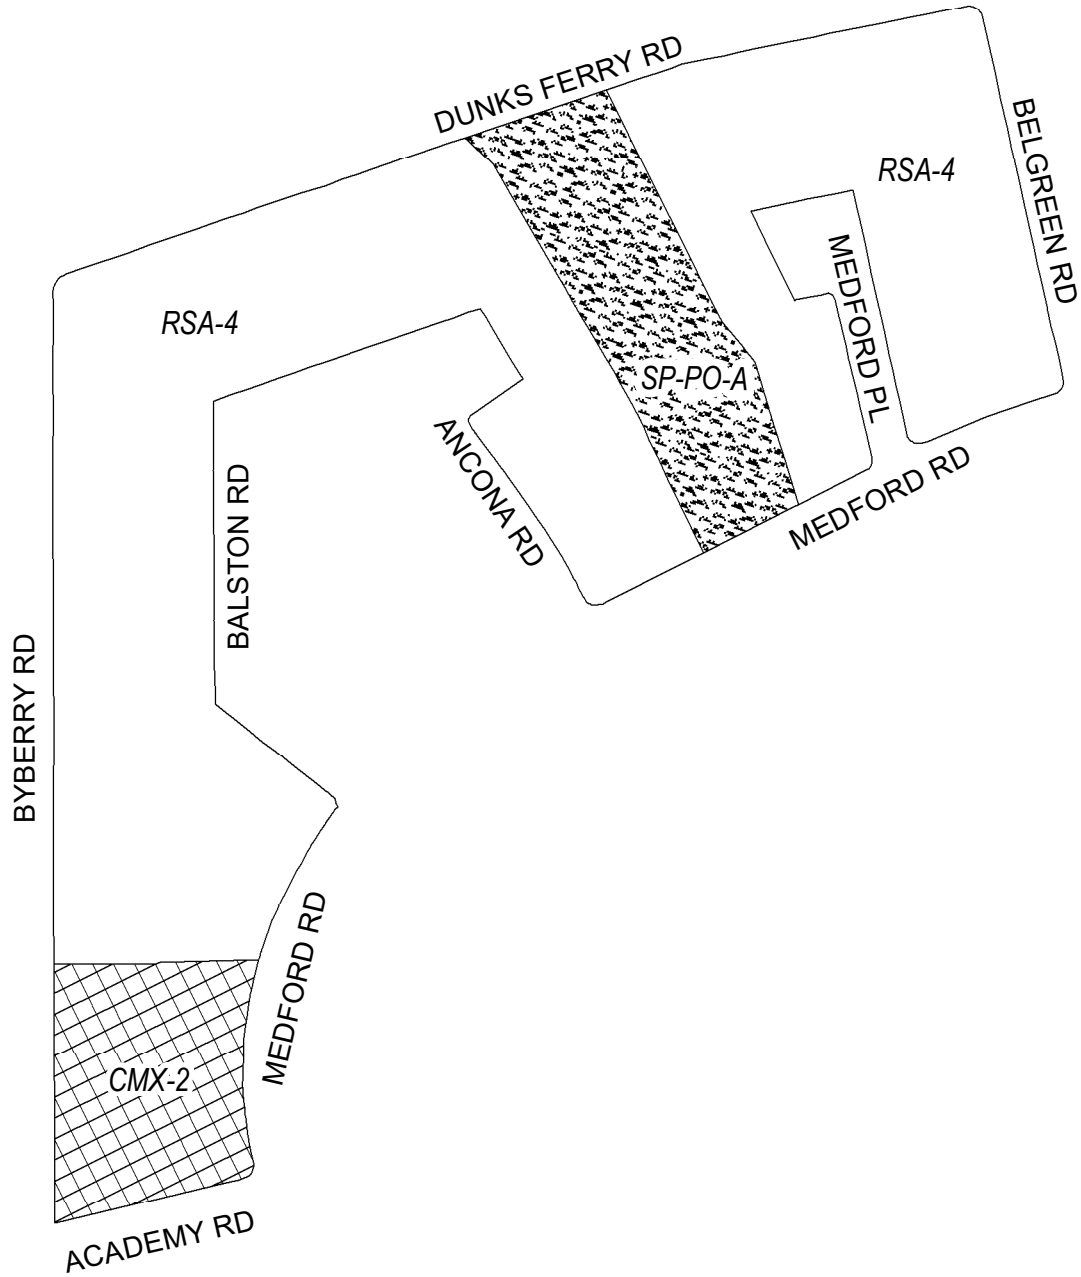 DUNKS FERRY RD
BELGREEN RD
RSA-4
MEDFORD PL
RSA-4
SP-PO-A
ANCONA RD
MEDFORD RD
BALSTON RD
BYBERRY RD
MEDFORD RD
CMX-2
ACADEMY RD